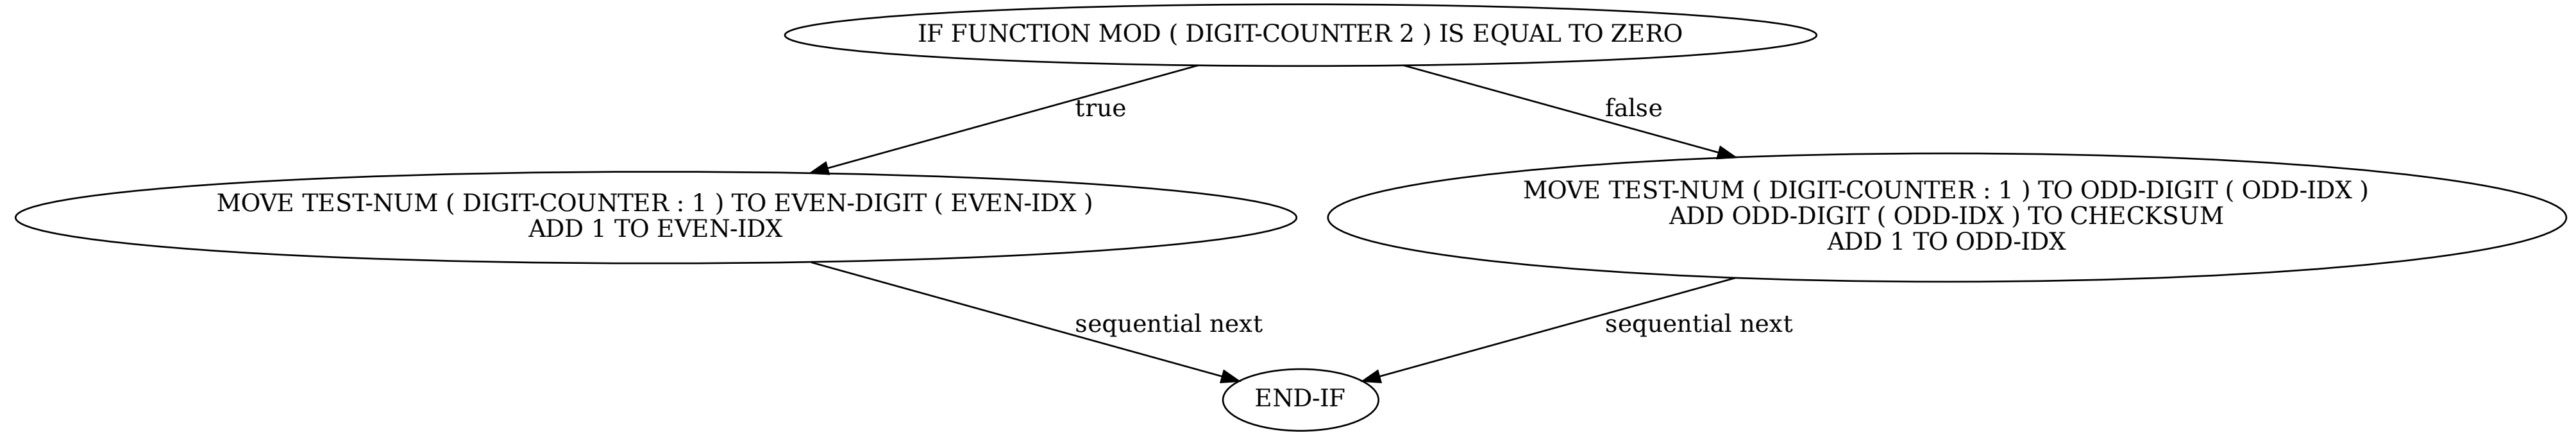 IF FUNCTION MOD ( DIGIT-COUNTER 2 ) IS EQUAL TO ZERO
true
false
MOVE TEST-NUM ( DIGIT-COUNTER : 1 ) TO EVEN-DIGIT ( EVEN-IDX )
ADD 1 TO EVEN-IDX
MOVE TEST-NUM ( DIGIT-COUNTER : 1 ) TO ODD-DIGIT ( ODD-IDX )
ADD ODD-DIGIT ( ODD-IDX ) TO CHECKSUM
ADD 1 TO ODD-IDX
sequential next
sequential next
END-IF